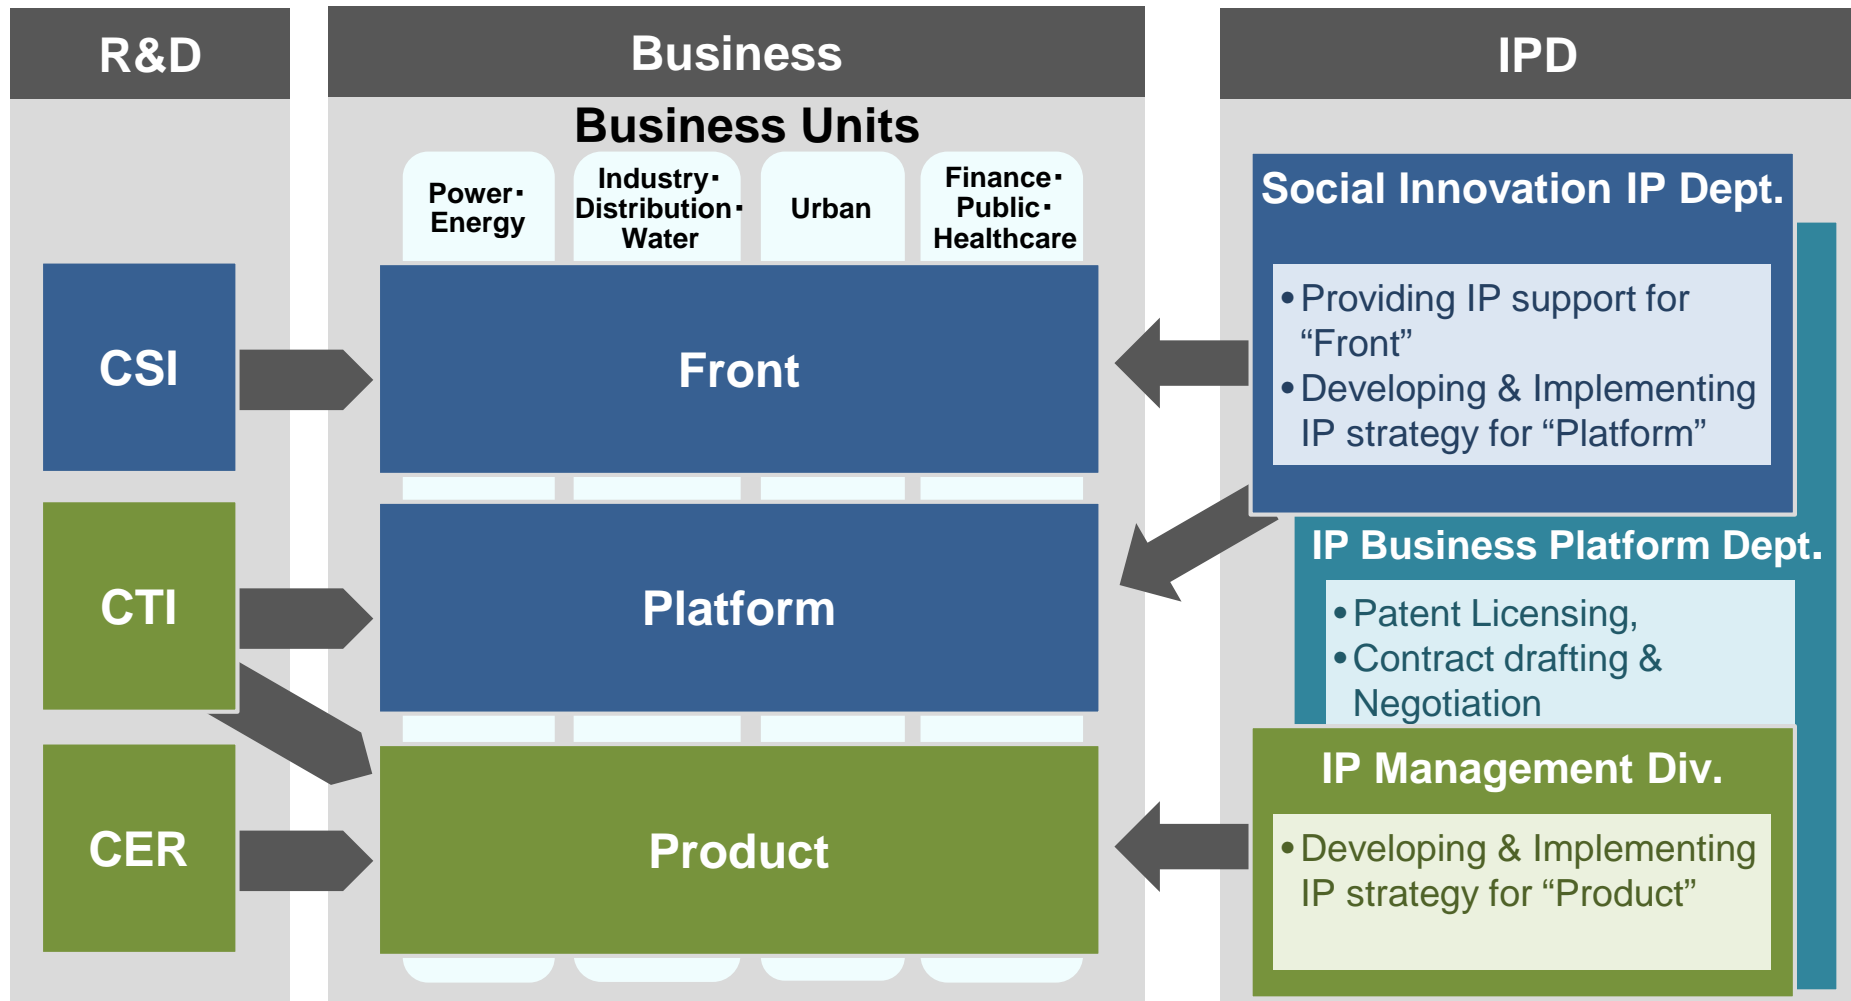 R&D
Business
IPD
Business Units
Power・
Energy
Industry・
Distribution・
Water
Urban
Finance・
Public・
Healthcare
CSI
CTI
CER
Front
Platform
Product
Social Innovation IP Dept.
•Providing IP support for
“Front”
•Developing & Implementing
IP strategy for “Platform”
IP Business Platform Dept.
•Patent Licensing,
•Contract drafting &
Negotiation
IP Management Div.
•Developing & Implementing
IP strategy for “Product”